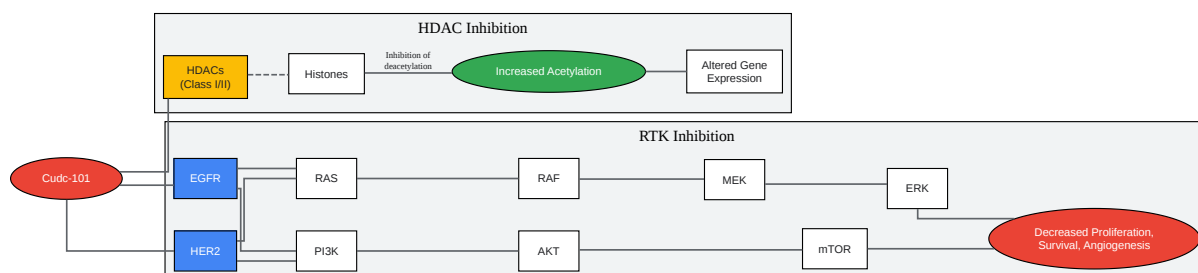 HDAC Inhibition
HDACs
(Class I/II)
Histones
Inhibition of
deacetylation
Increased Acetylation
Altered Gene
Expression
RTK Inhibition
Cudc-101
EGFR
RAS
RAF
MEK
ERK
HER2
PI3K
AKT
mTOR
Decreased Proliferation,
Survival, Angiogenesis